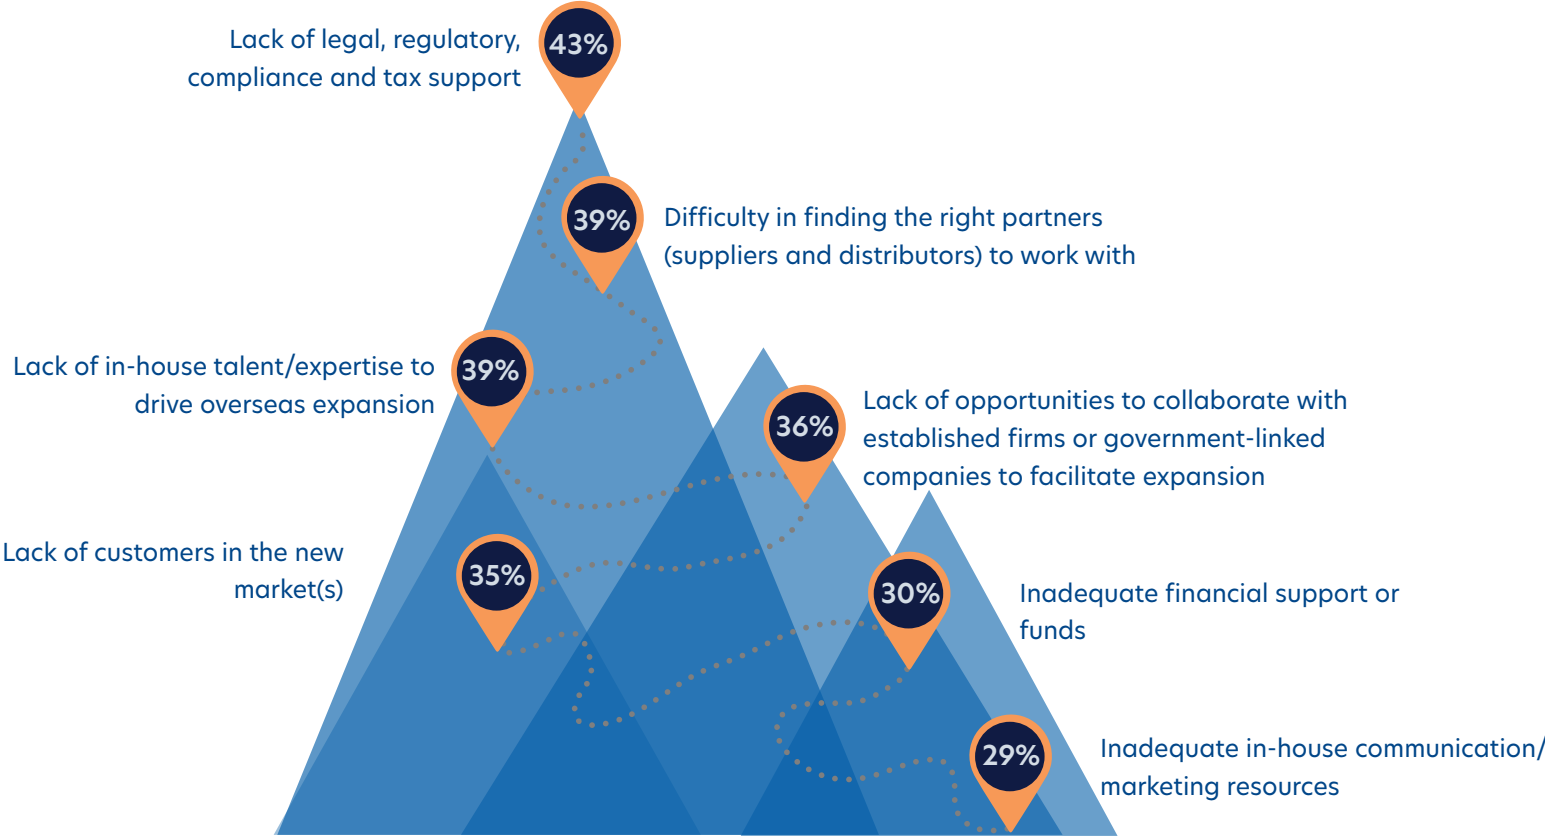 Lack of legal, regulatory,
compliance and tax support
43%
39%
Difficulty in finding the right partners
(suppliers and distributors) to work with
Lack of in-house talent/expertise to
drive overseas expansion
39%
36%
Lack of opportunities to collaborate with
established firms or government-linked
companies to facilitate expansion
Lack of customers in the new
market(s)
35%
30%
Inadequate financial support or
funds
29%
Inadequate in-house communication/
marketing resources